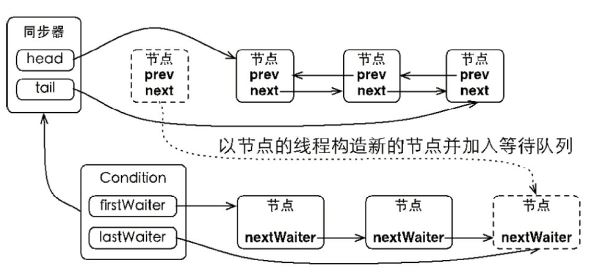 同步器
head
tail
节点
prev
next
节点
prev
next
节点
prev
next
节点
prev
next
以节点的线程构造新的节点并加入等待队列
Condition
firstWaiter
lastWaiter
节点
nextWaiter
节点
nextWaiter
节点
nextWaiter